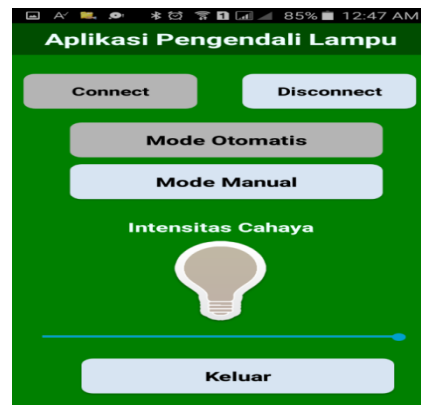 85% 12:47 AM
Aplikasi Pengendali Lampu
Connect Disconnect
Mode Otomatis
Mode Manual
Intensitas Cahaya
Keluar